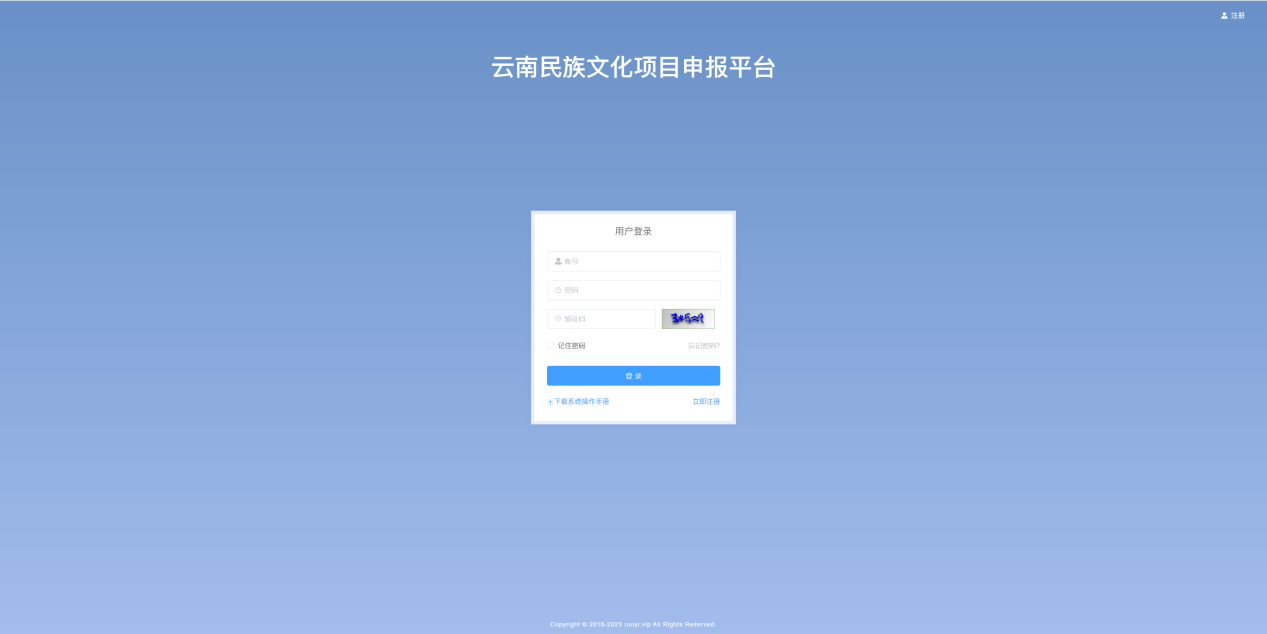 注册
云南民族文化项目申报平台
用户登录
账号
密码
验证码
记住密码 忘记密码?
登 录
下载系统操作手册 立即注册
Copyright © 2018-2023 ruoyi.vip All Rights Reserved.